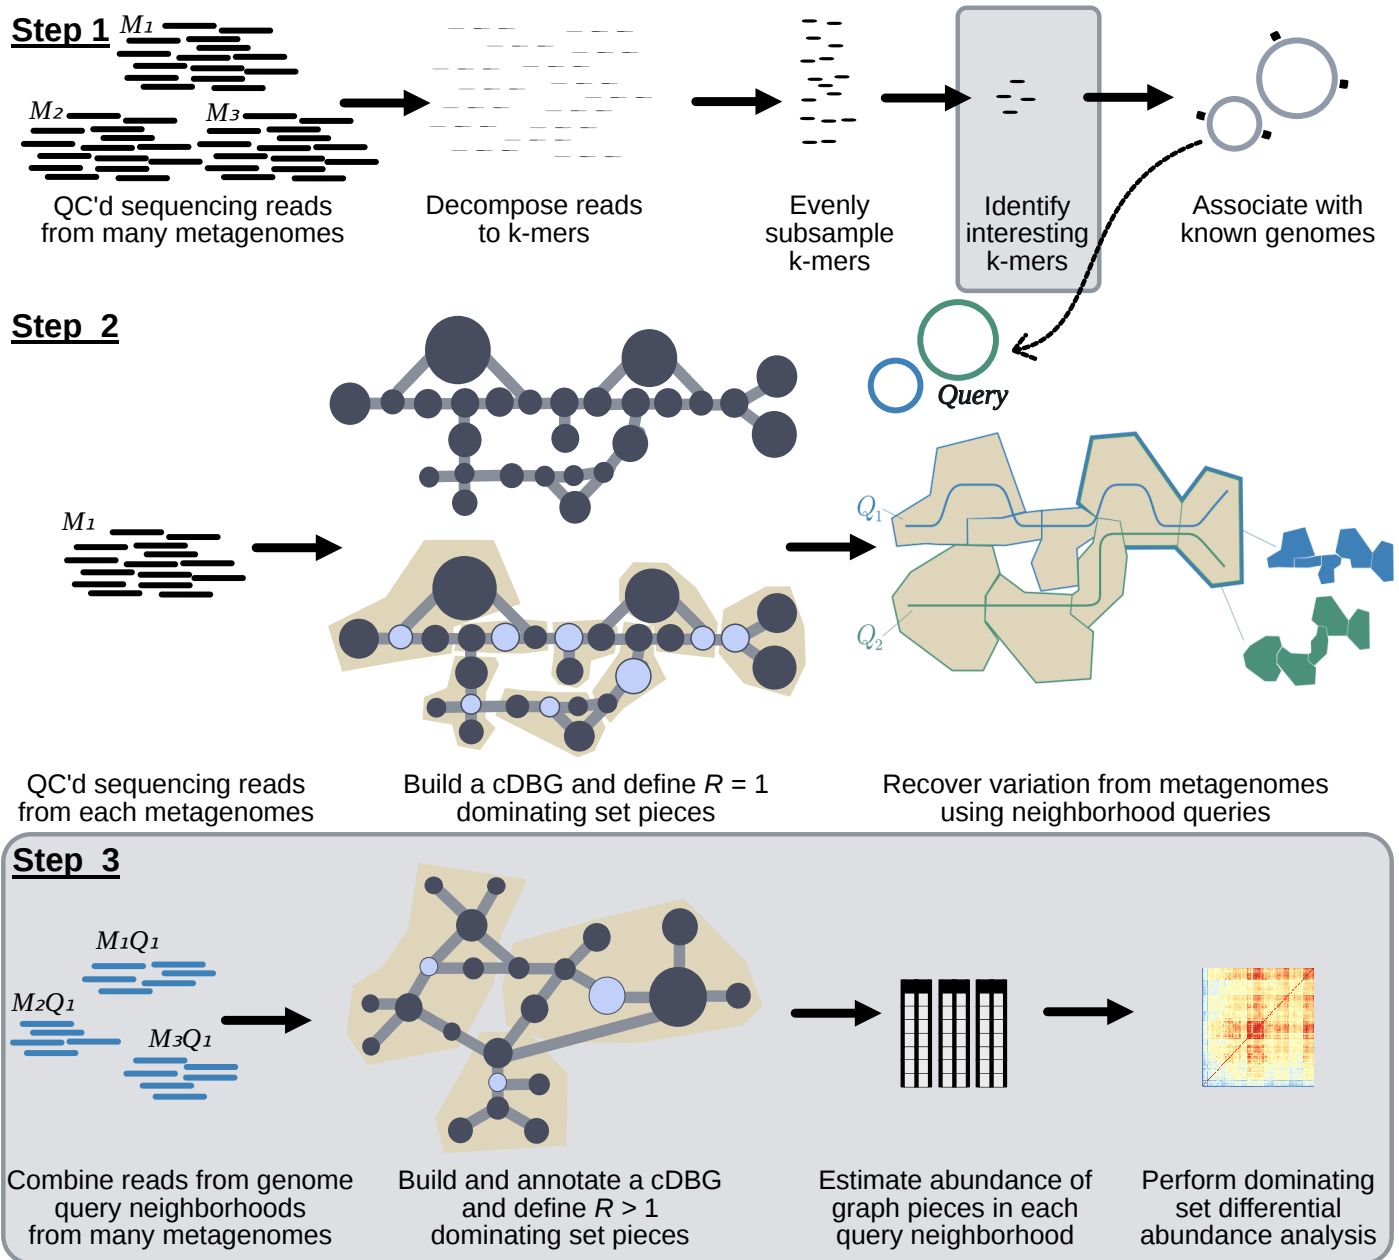 Step 1
M₁
M₂
M₃
QC'd sequencing reads
from many metagenomes
Decompose reads
to k-mers
Evenly
subsample
k-mers
Identify
interesting
k-mers
Associate with
known genomes
Step 2
Query
M₁
Q₁
Q₂
QC'd sequencing reads
from each metagenomes
Build a cDBG and define R = 1
dominating set pieces
Recover variation from metagenomes
using neighborhood queries
Step 3
M₁Q₁
M₂Q₁
M₃Q₁
Combine reads from genome
query neighborhoods
from many metagenomes
Build and annotate a cDBG
and define R > 1
dominating set pieces
Estimate abundance of
graph pieces in each
query neighborhood
Perform dominating
set differential
abundance analysis